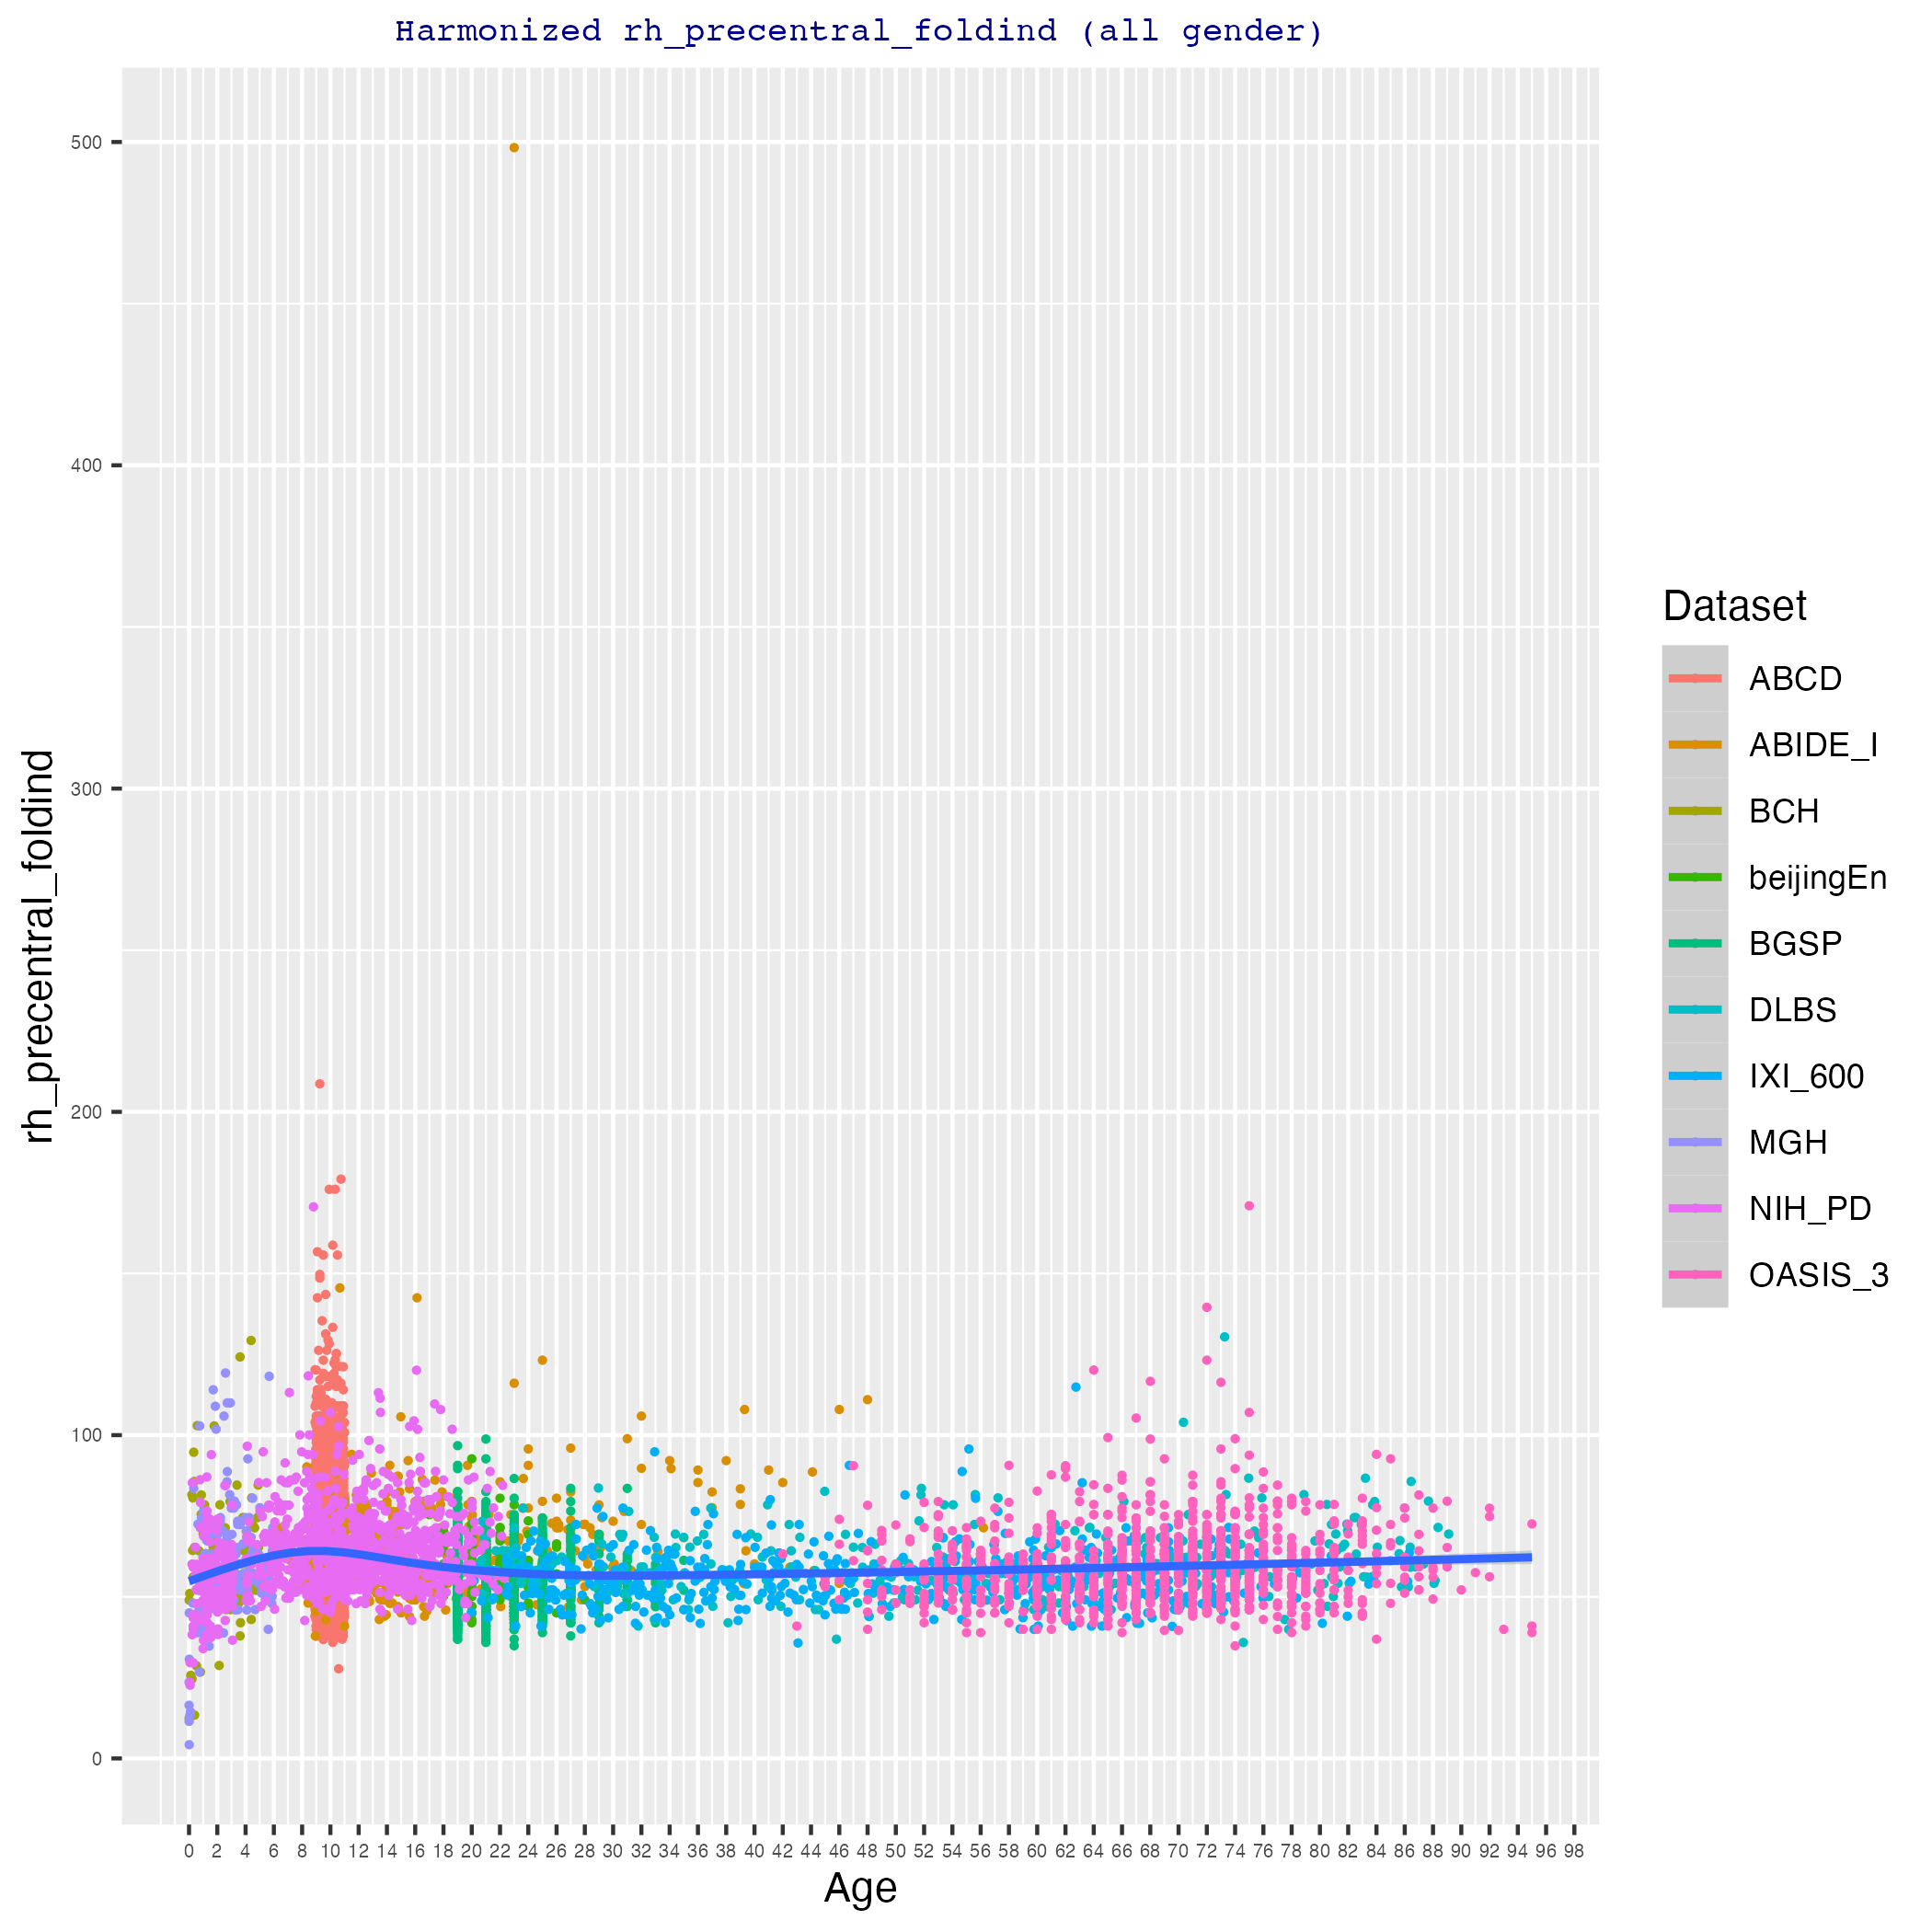 Harmonized rh_precentral_foldind (all gender)
rh_precentral_foldind
500
400
300
200
100
0
0 2 4 6 8 10 12 14 16 18 20 22 24 26 28 30 32 34 36 38 40 42 44 46 48 50 52 54 56 58 60 62 64 66 68 70 72 74 76 78 80 82 84 86 88 90 92 94 96 98
Age
Dataset
ABCD
ABIDE_I
BCH
beijingEn
BGSP
DLBS
IXI_600
MGH
NIH_PD
OASIS_3